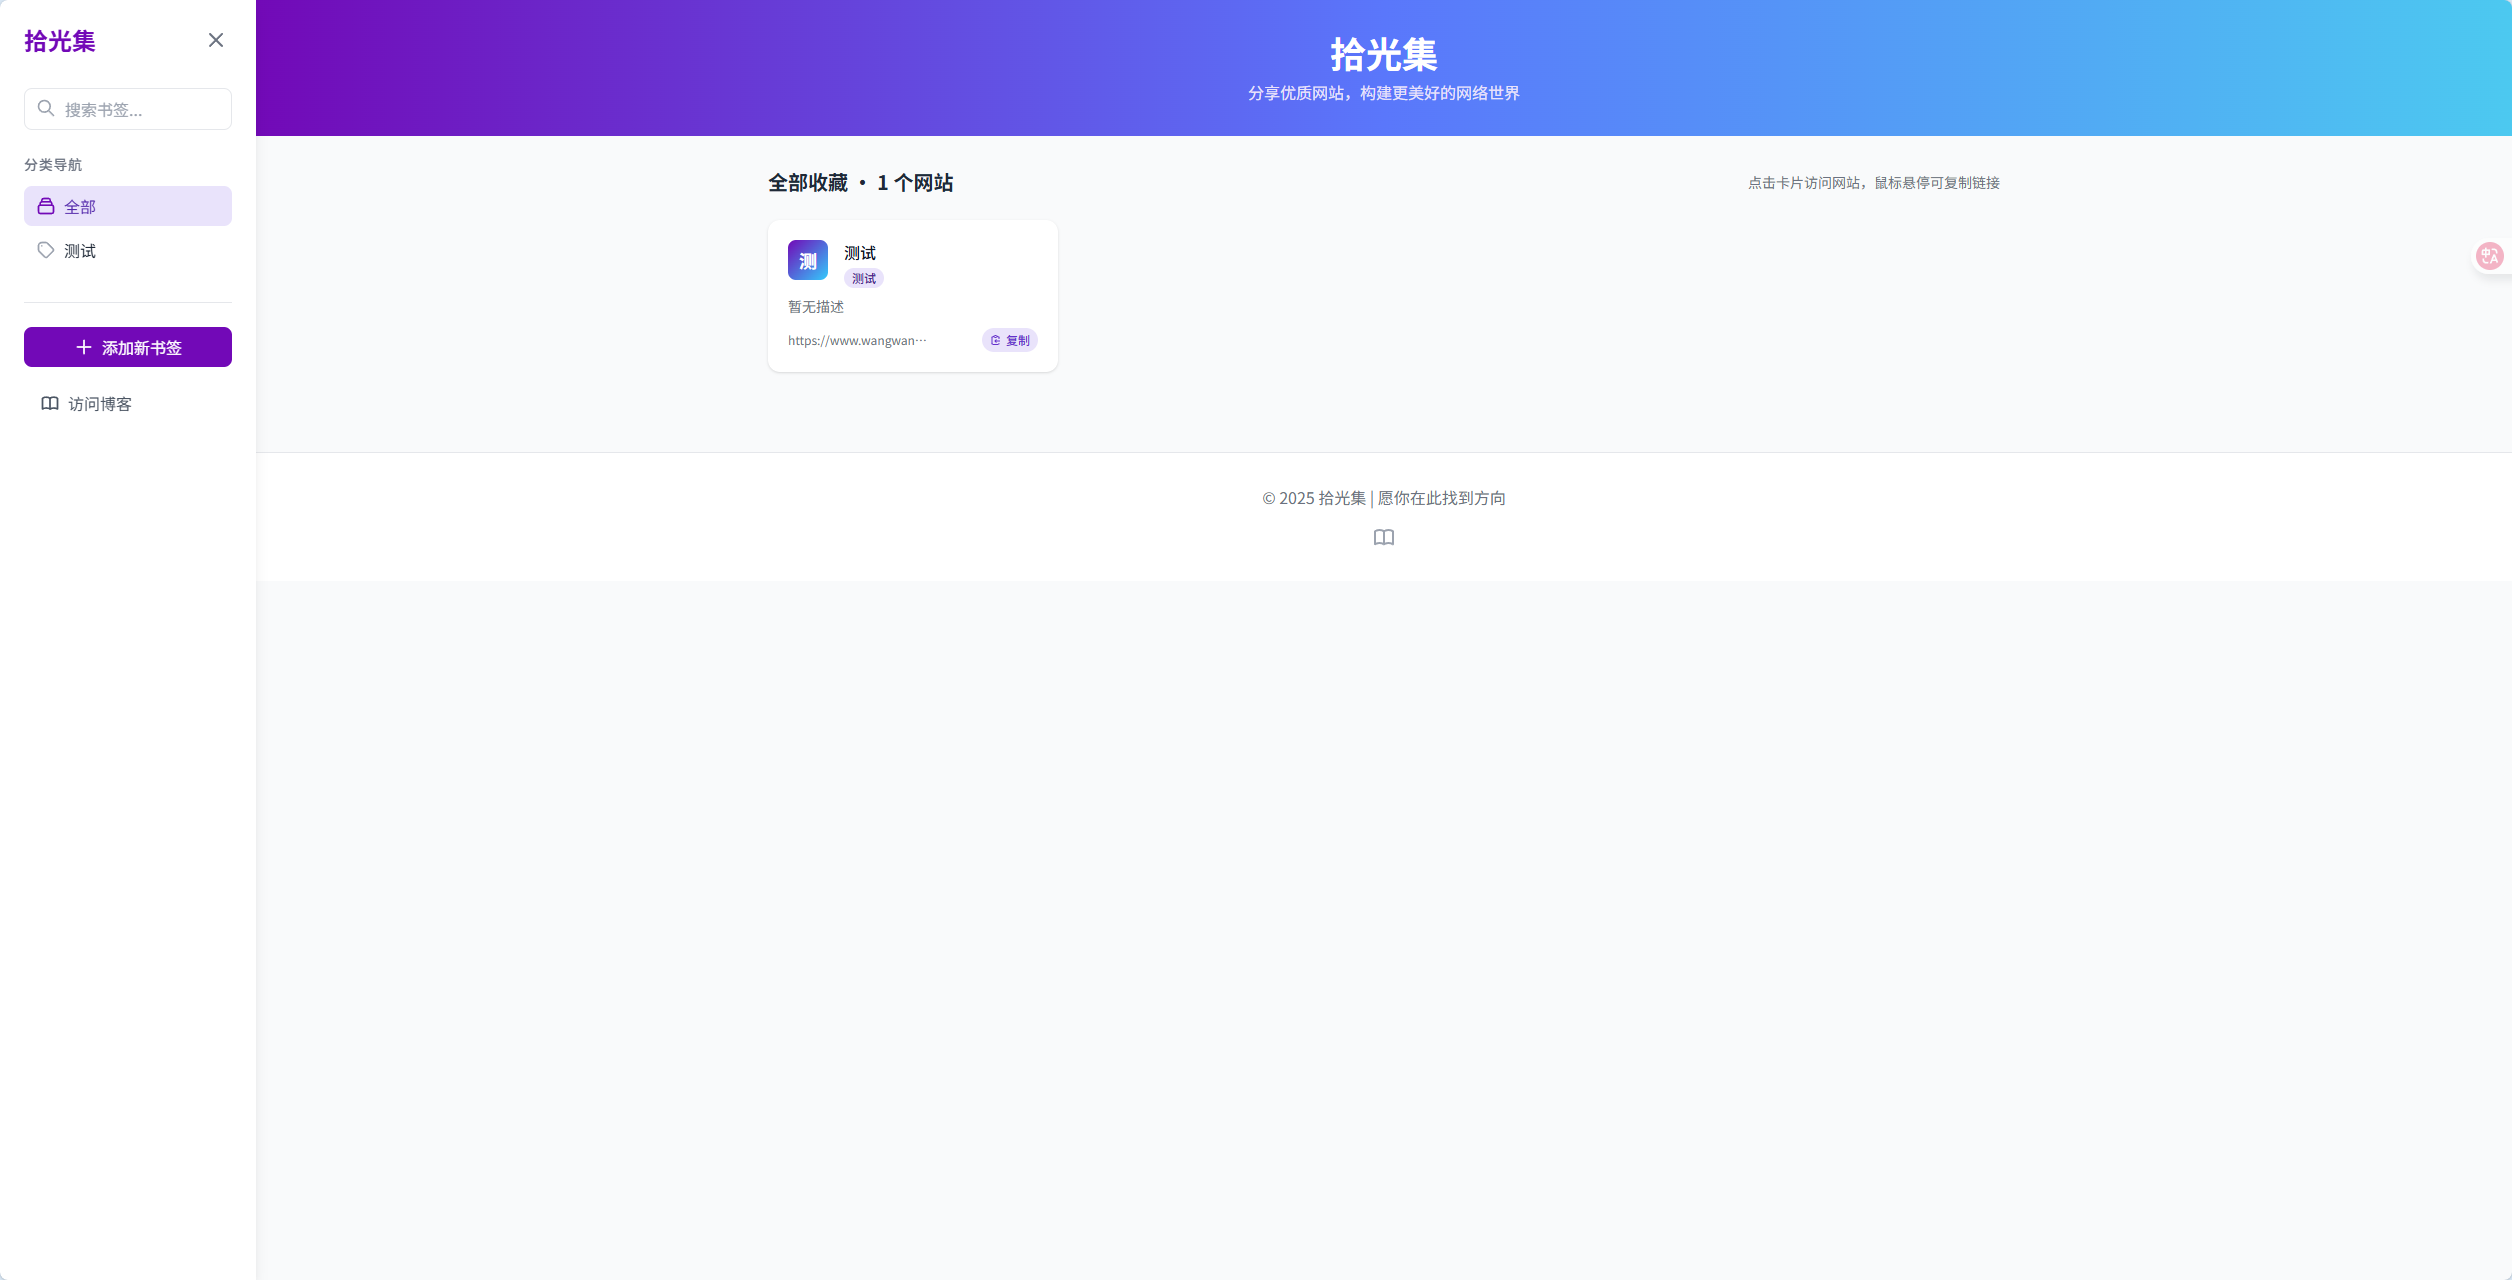 拾光集
搜索书签...
分类导航
全部
测试
添加新书签
访问博客
拾光集
分享优质网站，构建更美好的网络世界
全部收藏 · 1 个网站
点击卡片访问网站，鼠标悬停可复制链接
测
测试
测试
暂无描述
https://www.wangwan…
复制
© 2025 拾光集 | 愿你在此找到方向
中A